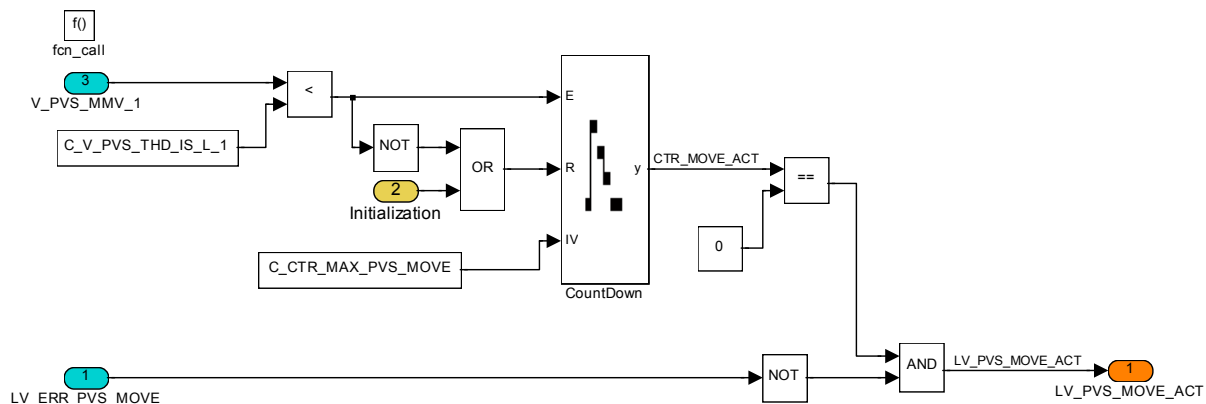 f()
fcn_call
3
V_PVS_MMV_1
<
C_V_PVS_THD_IS_L_1
NOT
OR
2
Initialization
C_CTR_MAX_PVS_MOVE
E
R
IV
y
CountDown
CTR_MOVE_ACT
==
0
1
LV_ERR_PVS_MOVE
NOT
AND
LV_PVS_MOVE_ACT
1
LV_PVS_MOVE_ACT